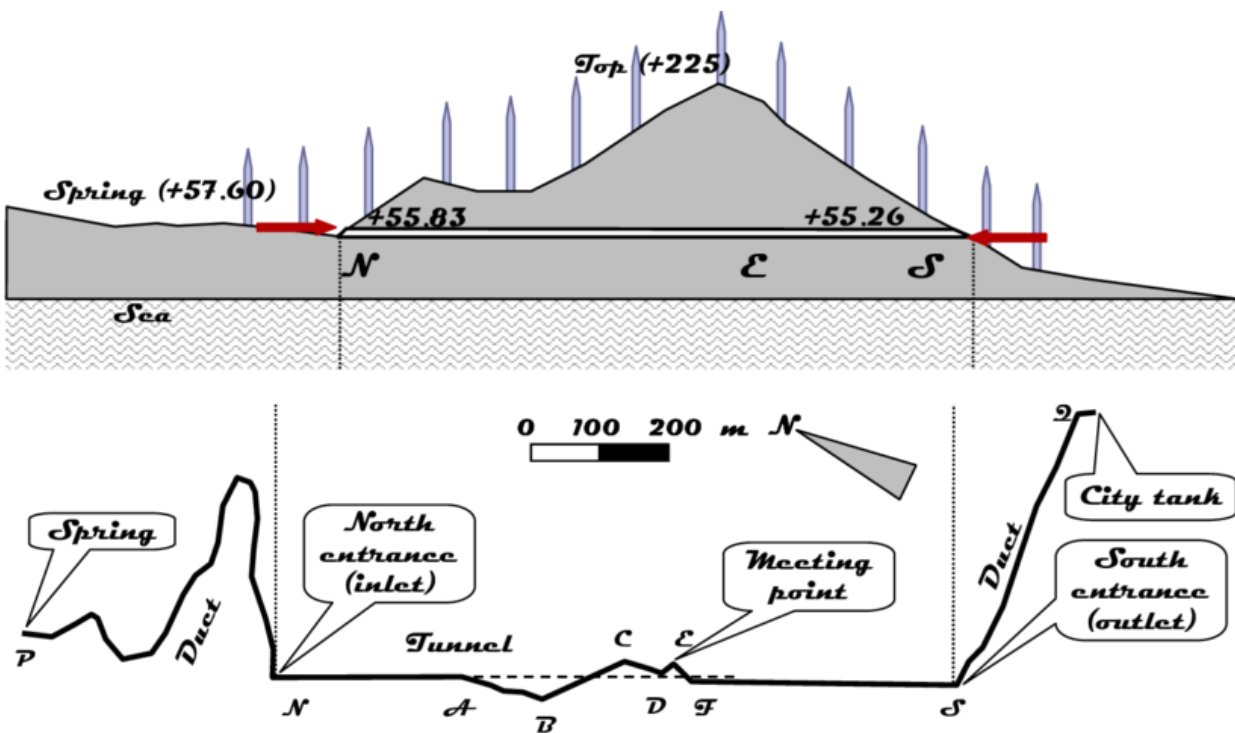 Top (+225)
Spring (+57.60)
+55.83
+55.26
N
E
S
Sea
0 100 200 m N
Q
City tank
Spring
North
entrance
(inlet)
Meeting
point
Duct
South
entrance
(outlet)
Duct
Tunnel
C
E
P
N
A
B
D
F
S